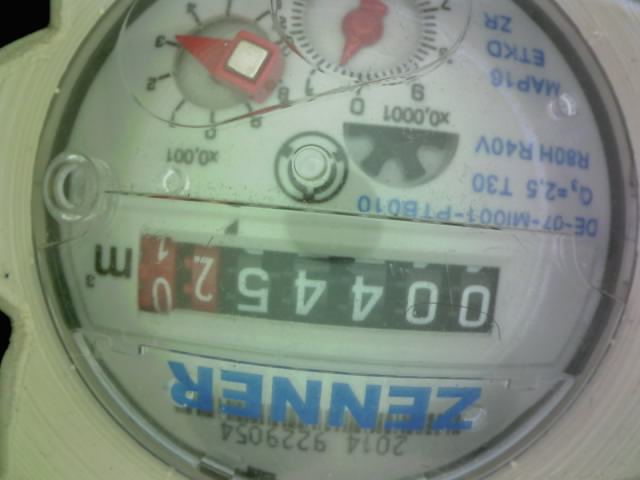 2014 9229054
ZENNER
0044520 m³
DE-07-MI001-PTB010
Q₃=2,5 T30
R80H R40V
x0,001
x0,0001
MAP16
ETKD
ZR